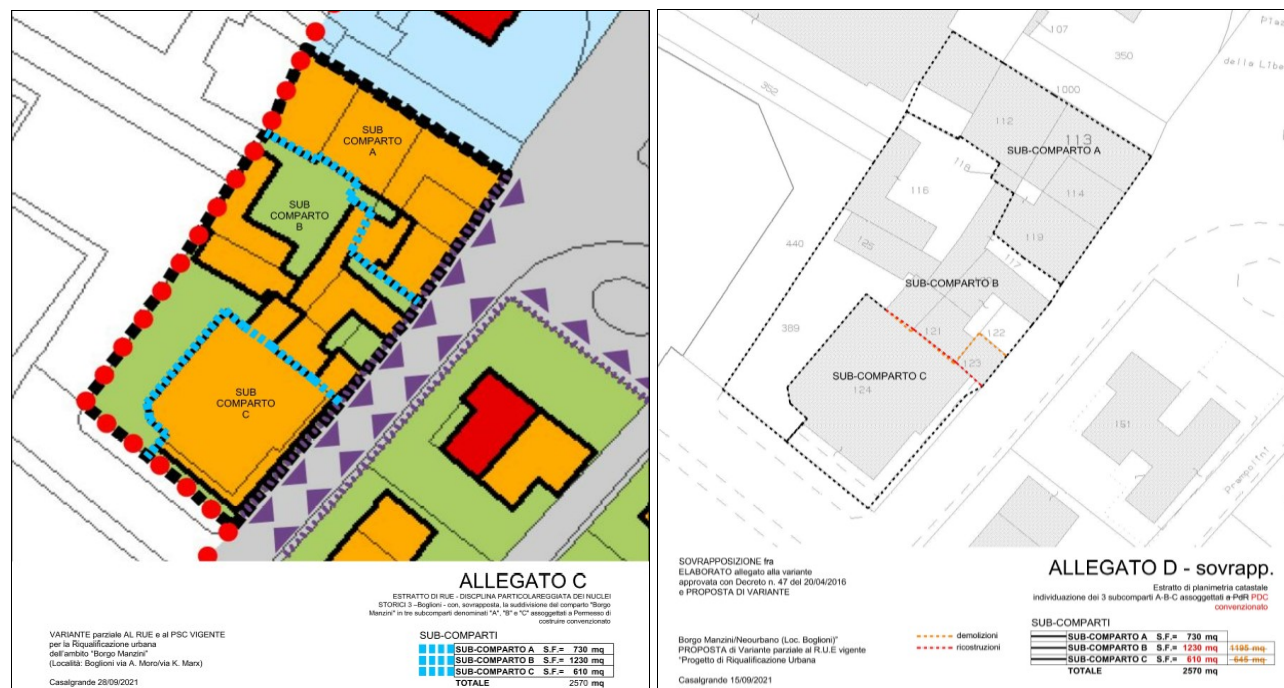 SUB
COMPARTO
A
SUB
COMPARTO
B
SUB
COMPARTO
C
ALLEGATO C
ESTRATTO DI RUE - DISCPLINA PARTICOLAREGGIATA DEI NUCLEI
STORICI 3 –Boglioni - con, sovrapposta, la suddivisione del comparto "Borgo
Manzini" in tre subcomparti denominati "A", "B" e "C" assoggettati a Permesso di
costruire convenzionato
VARIANTE parziale AL RUE e al PSC VIGENTE
per la Riqualificazione urbana
dell'ambito "Borgo Manzini"
(Località: Boglioni via A. Moro/via K. Marx)
Casalgrande 28/09/2021
SUB-COMPARTI
SUB-COMPARTO A S.F.= 730 mq
SUB-COMPARTO B S.F.= 1230 mq
SUB-COMPARTO C S.F.= 610 mq
TOTALE 2570 mq
107
350
della Libe
352
1000
112
113
SUB-COMPARTO A
118
116
114
119
125
117
440
SUB-COMPARTO B
389
121
122
123
SUB-COMPARTO C
124
151
Prampolini
SOVRAPPOSIZIONE fra
ELABORATO allegato alla variante
approvata con Decreto n. 47 del 20/04/2016
e PROPOSTA DI VARIANTE
ALLEGATO D - sovrapp.
Estratto di planimetria catastale
individuazione dei 3 subcomparti A-B-C assoggettati a PdR PDC
convenzionato
Borgo Manzini/Neourbano (Loc. Boglioni)"
PROPOSTA di Variante parziale al R.U.E vigente
"Progetto di Riqualificazione Urbana
Casalgrande 15/09/2021
demolizioni
ricostruzioni
SUB-COMPARTI
SUB-COMPARTO A S.F.= 730 mq
SUB-COMPARTO B S.F.= 1230 mq 1195 mq
SUB-COMPARTO C S.F.= 610 mq 645 mq
TOTALE 2570 mq